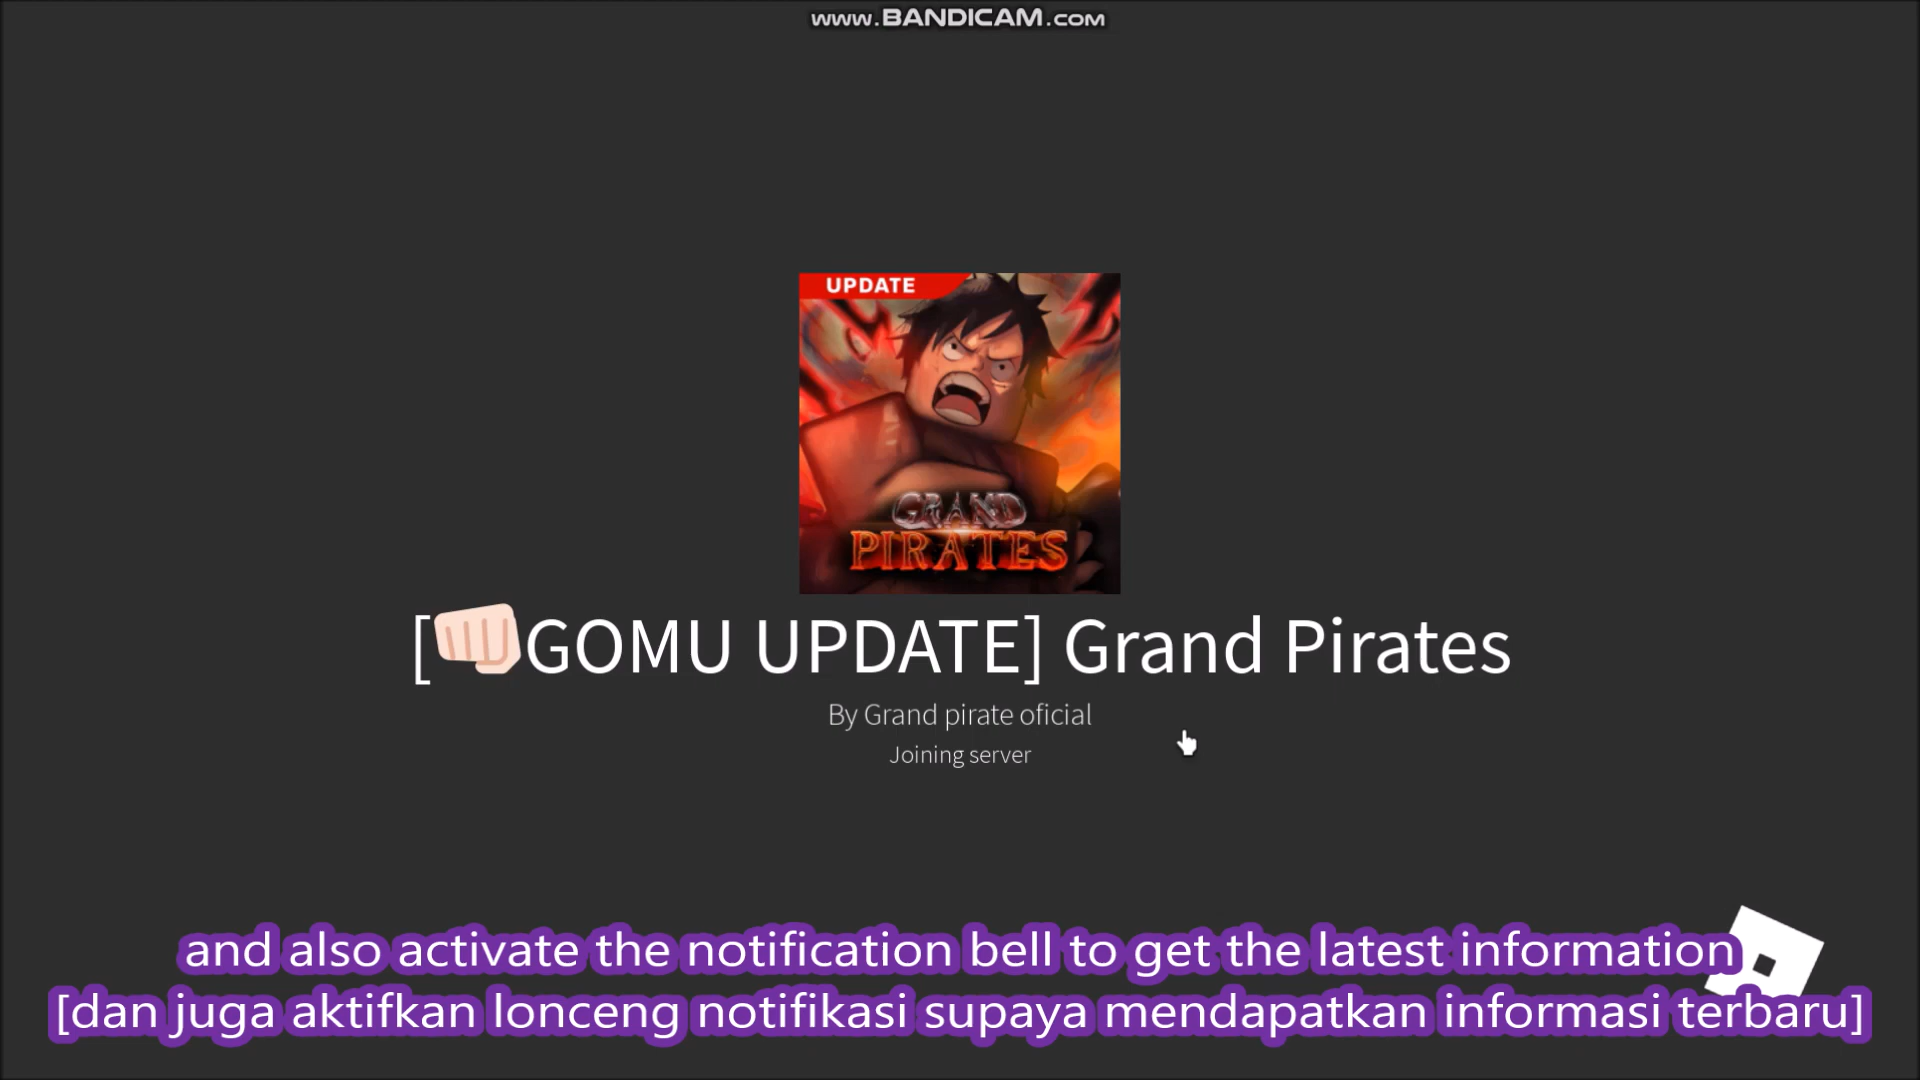 www.BANDICAM.com
UPDATE
GRAND
PIRATES
[👊🏻GOMU UPDATE] Grand Pirates
By Grand pirate oficial
Joining server
and also activate the notification bell to get the latest information
[dan juga aktifkan lonceng notifikasi supaya mendapatkan informasi terbaru]